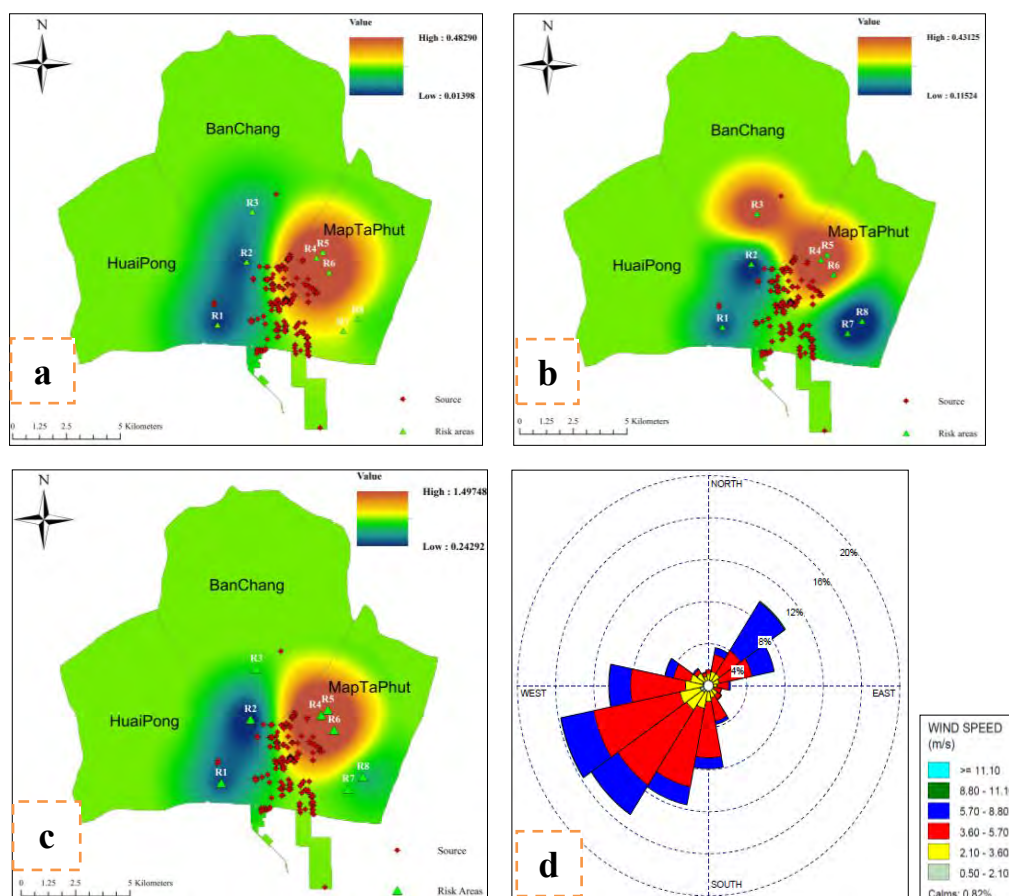 N
Value
High : 0.48290
Low : 0.01398
BanChang
R3
MapTaPhut
R4
R5
R2
R6
HuaiPong
R1
R8
a
Source
0 1.25 2.5 5 Kilometers
Risk areas
N
Value
High : 0.43125
Low : 0.11524
BanChang
R3
MapTaPhut
R4
R5
R2
R6
HuaiPong
R1
R7
R8
b
Source
0 1.25 2.5 5 Kilometers
Risk areas
N
Value
High : 1.49748
Low : 0.24292
BanChang
R3
MapTaPhut
R4
R5
R2
R6
HuaiPong
R1
R7
R8
c
Source
0 1.25 2.5 5 Kilometers
Risk Areas
NORTH
20%
16%
12%
8%
4%
WEST
EAST
SOUTH
d
WIND SPEED
(m/s)
>= 11.10
8.80 - 11.1
5.70 - 8.80
3.60 - 5.70
2.10 - 3.60
0.50 - 2.10
Calms: 0.82%